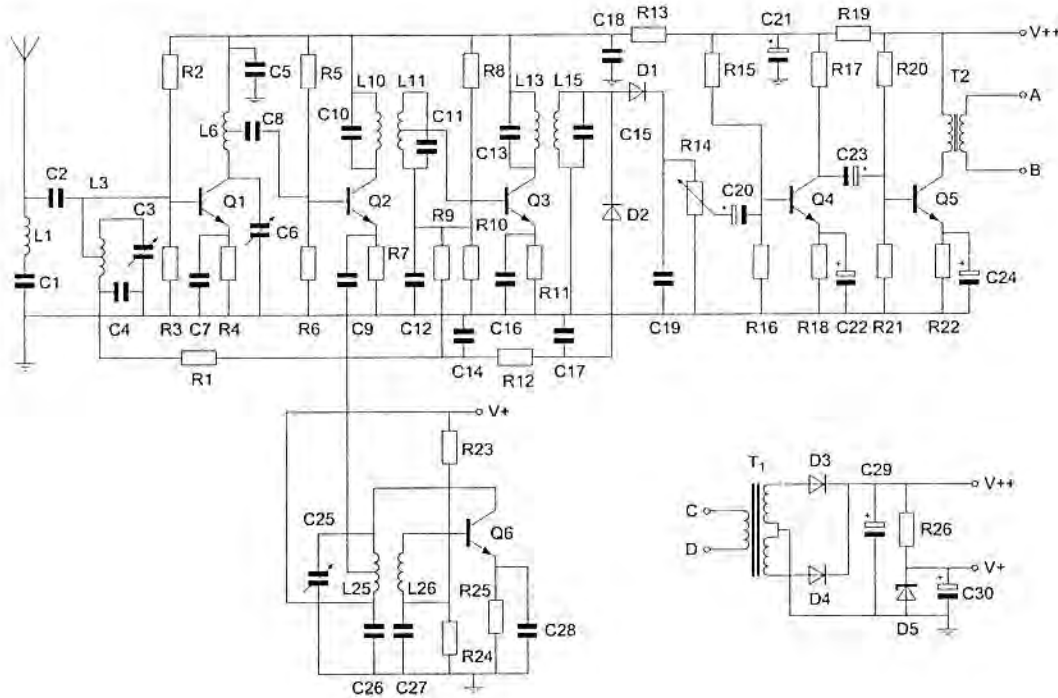 C18 R13 C21 R19 V++
R2 C5 R5 L10 L11 R8 L13 L15 D1 R15 R17 R20 T2
A
L6 C8 C10 C11 C13 C15 R14 C23
C2 L3 C3 Q1 Q2 Q3 C20 Q4 Q5 B
L1 C6 R9 R10 D2
C1 R7 R11 C24
C4 R3 C7 R4 R6 C9 C12 C16 C19 R16 R18 C22 R21 R22
R1 C14 R12 C17
V+
R23
T1 D3 C29 V++
C25 Q6 C R26
D
L25 L26 R25 D4 V+
C30
R24 C28 D5
C26 C27
+
+
+
+
+
+
+